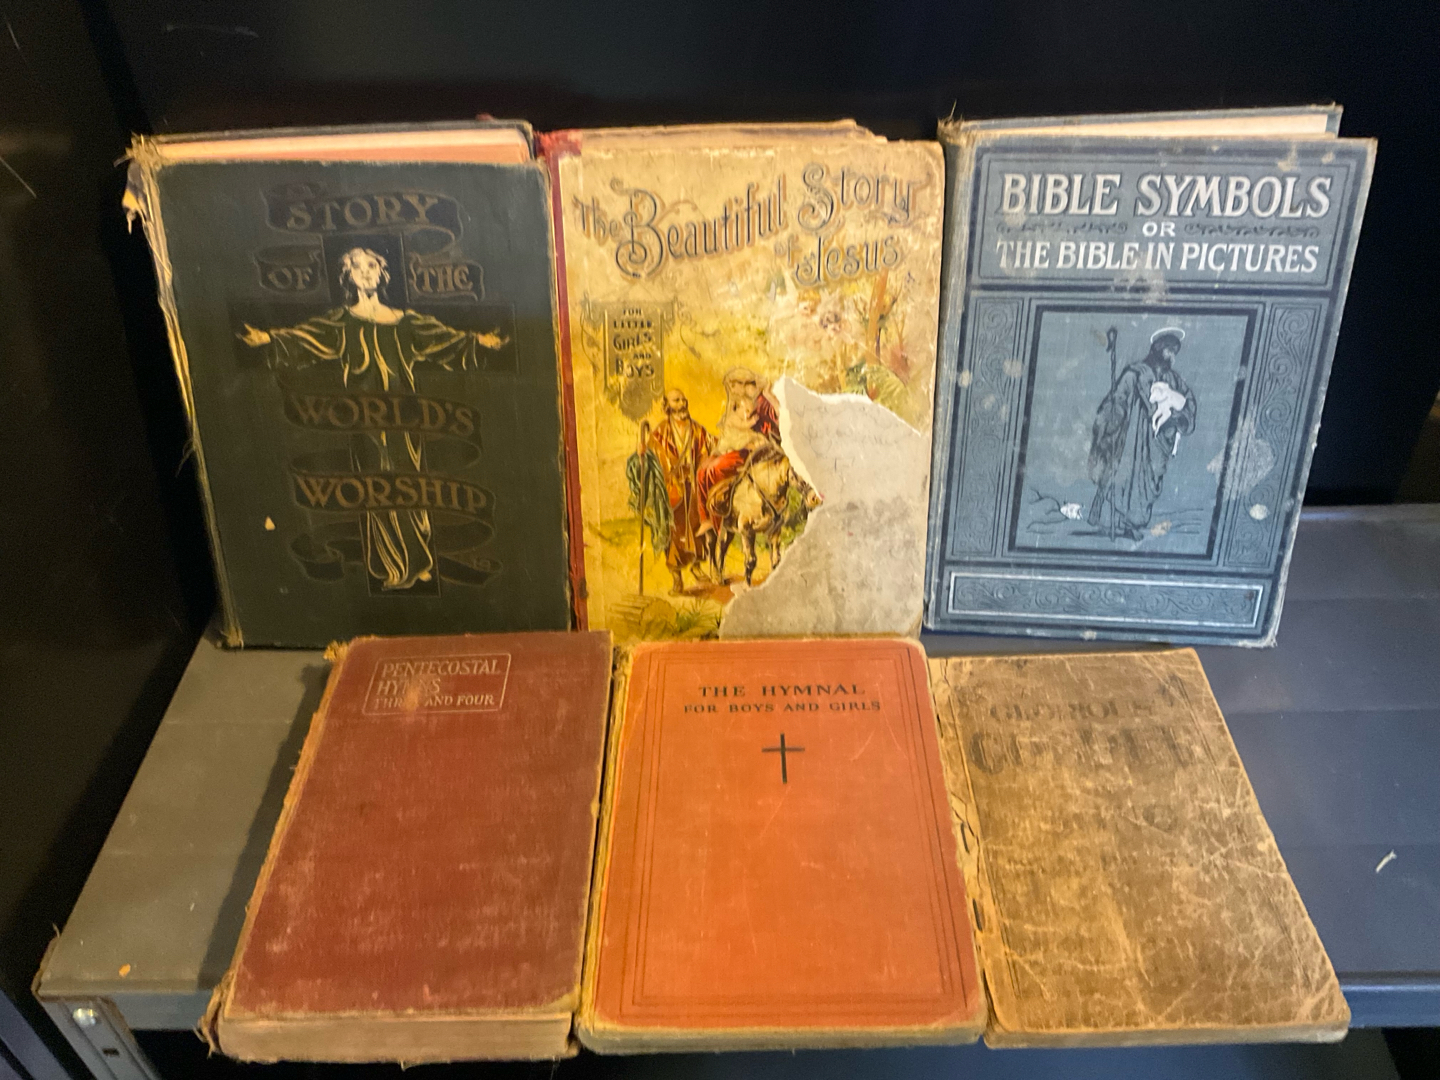 STORY
OF THE
WORLD'S
WORSHIP
The Beautiful Story
of Jesus
FOR
LITTLE
GIRLS
AND
BOYS
BIBLE SYMBOLS
OR
THE BIBLE IN PICTURES
PENTECOSTAL
HYMNS
THREE AND FOUR
THE HYMNAL
FOR BOYS AND GIRLS
GLORIOUS